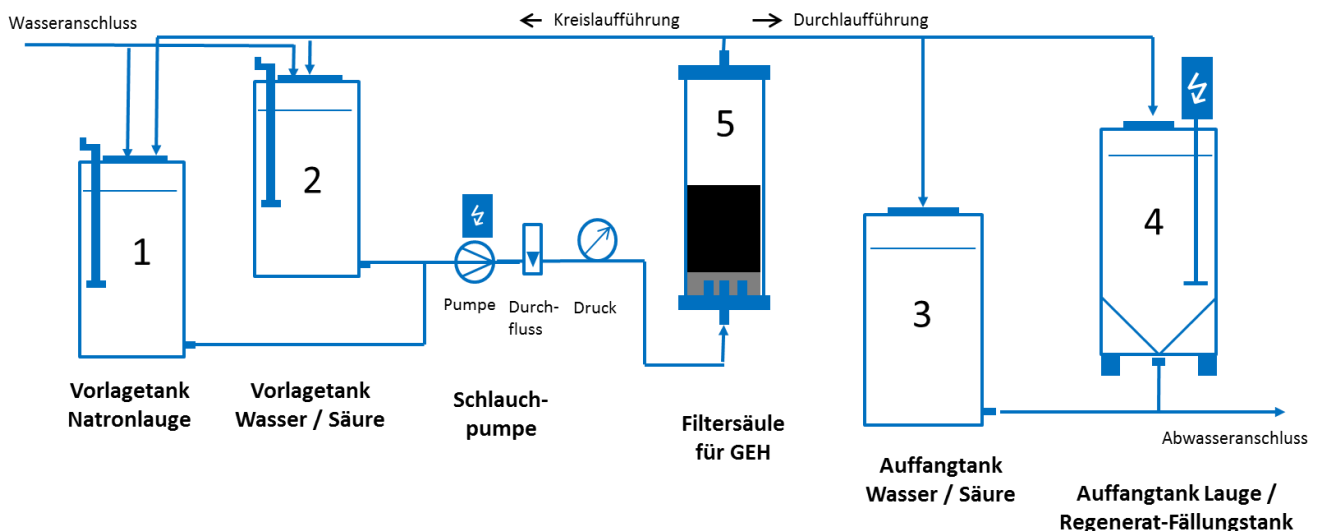 Wasseranschluss
← Kreislaufführung
Durchlaufführung →
1
2
5
3
4
Pumpe
Durch-
fluss
Druck
Vorlagetank
Natronlauge
Vorlagetank
Wasser / Säure
Schlauch-
pumpe
Filtersäule
für GEH
Auffangtank
Wasser / Säure
Abwasseranschluss
Auffangtank Lauge /
Regenerat-Fällungstank